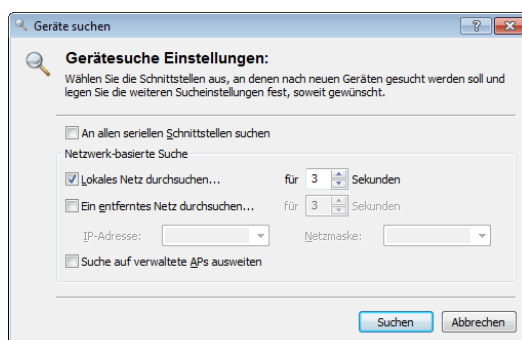 Geräte suchen
Gerätesuche Einstellungen:
Wählen Sie die Schnittstellen aus, an denen nach neuen Geräten gesucht werden soll und
legen Sie die weiteren Sucheinstellungen fest, soweit gewünscht.
An allen seriellen Schnittstellen suchen
Netzwerk-basierte Suche
Lokales Netz durchsuchen... für 3 Sekunden
Ein entferntes Netz durchsuchen... für 3 Sekunden
IP-Adresse: Netzmaske:
Suche auf verwaltete APs ausweiten
Suchen Abbrechen